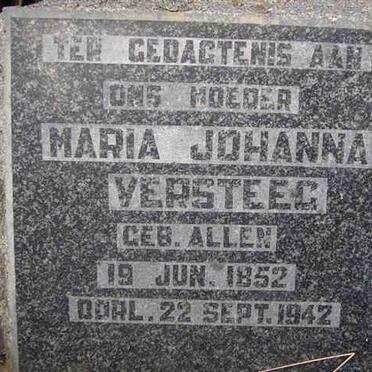 TER GEDAGTENIS AAN
ONS MOEDER
MARIA JOHANNA
VERSTEEG
GEB. ALLEN
19 JUN. 1852
OORL. 22 SEPT. 1942